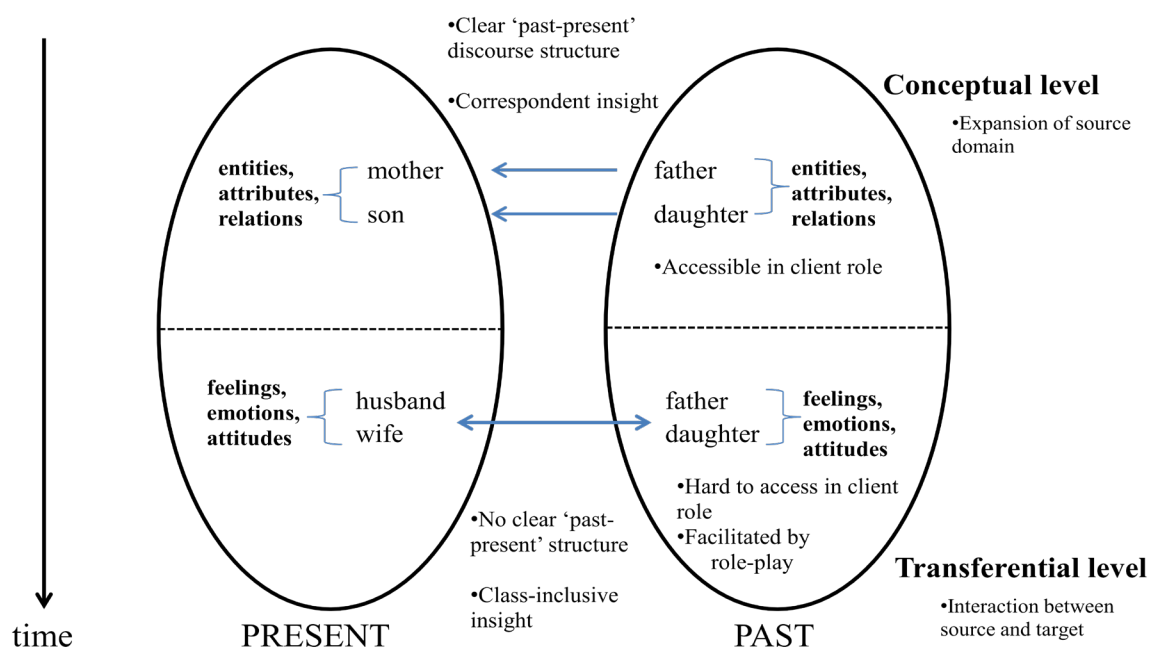 •Clear ‘past-present’
discourse structure
•Correspondent insight
Conceptual level
•Expansion of source
domain
entities,
attributes,
relations
mother
son
father
daughter
entities,
attributes,
relations
•Accessible in client role
feelings,
emotions,
attitudes
husband
wife
father
daughter
feelings,
emotions,
attitudes
•Hard to access in client
role
•Facilitated by
role-play
•No clear ‘past-
present’ structure
•Class-inclusive
insight
Transferential level
•Interaction between
source and target
time
PRESENT
PAST